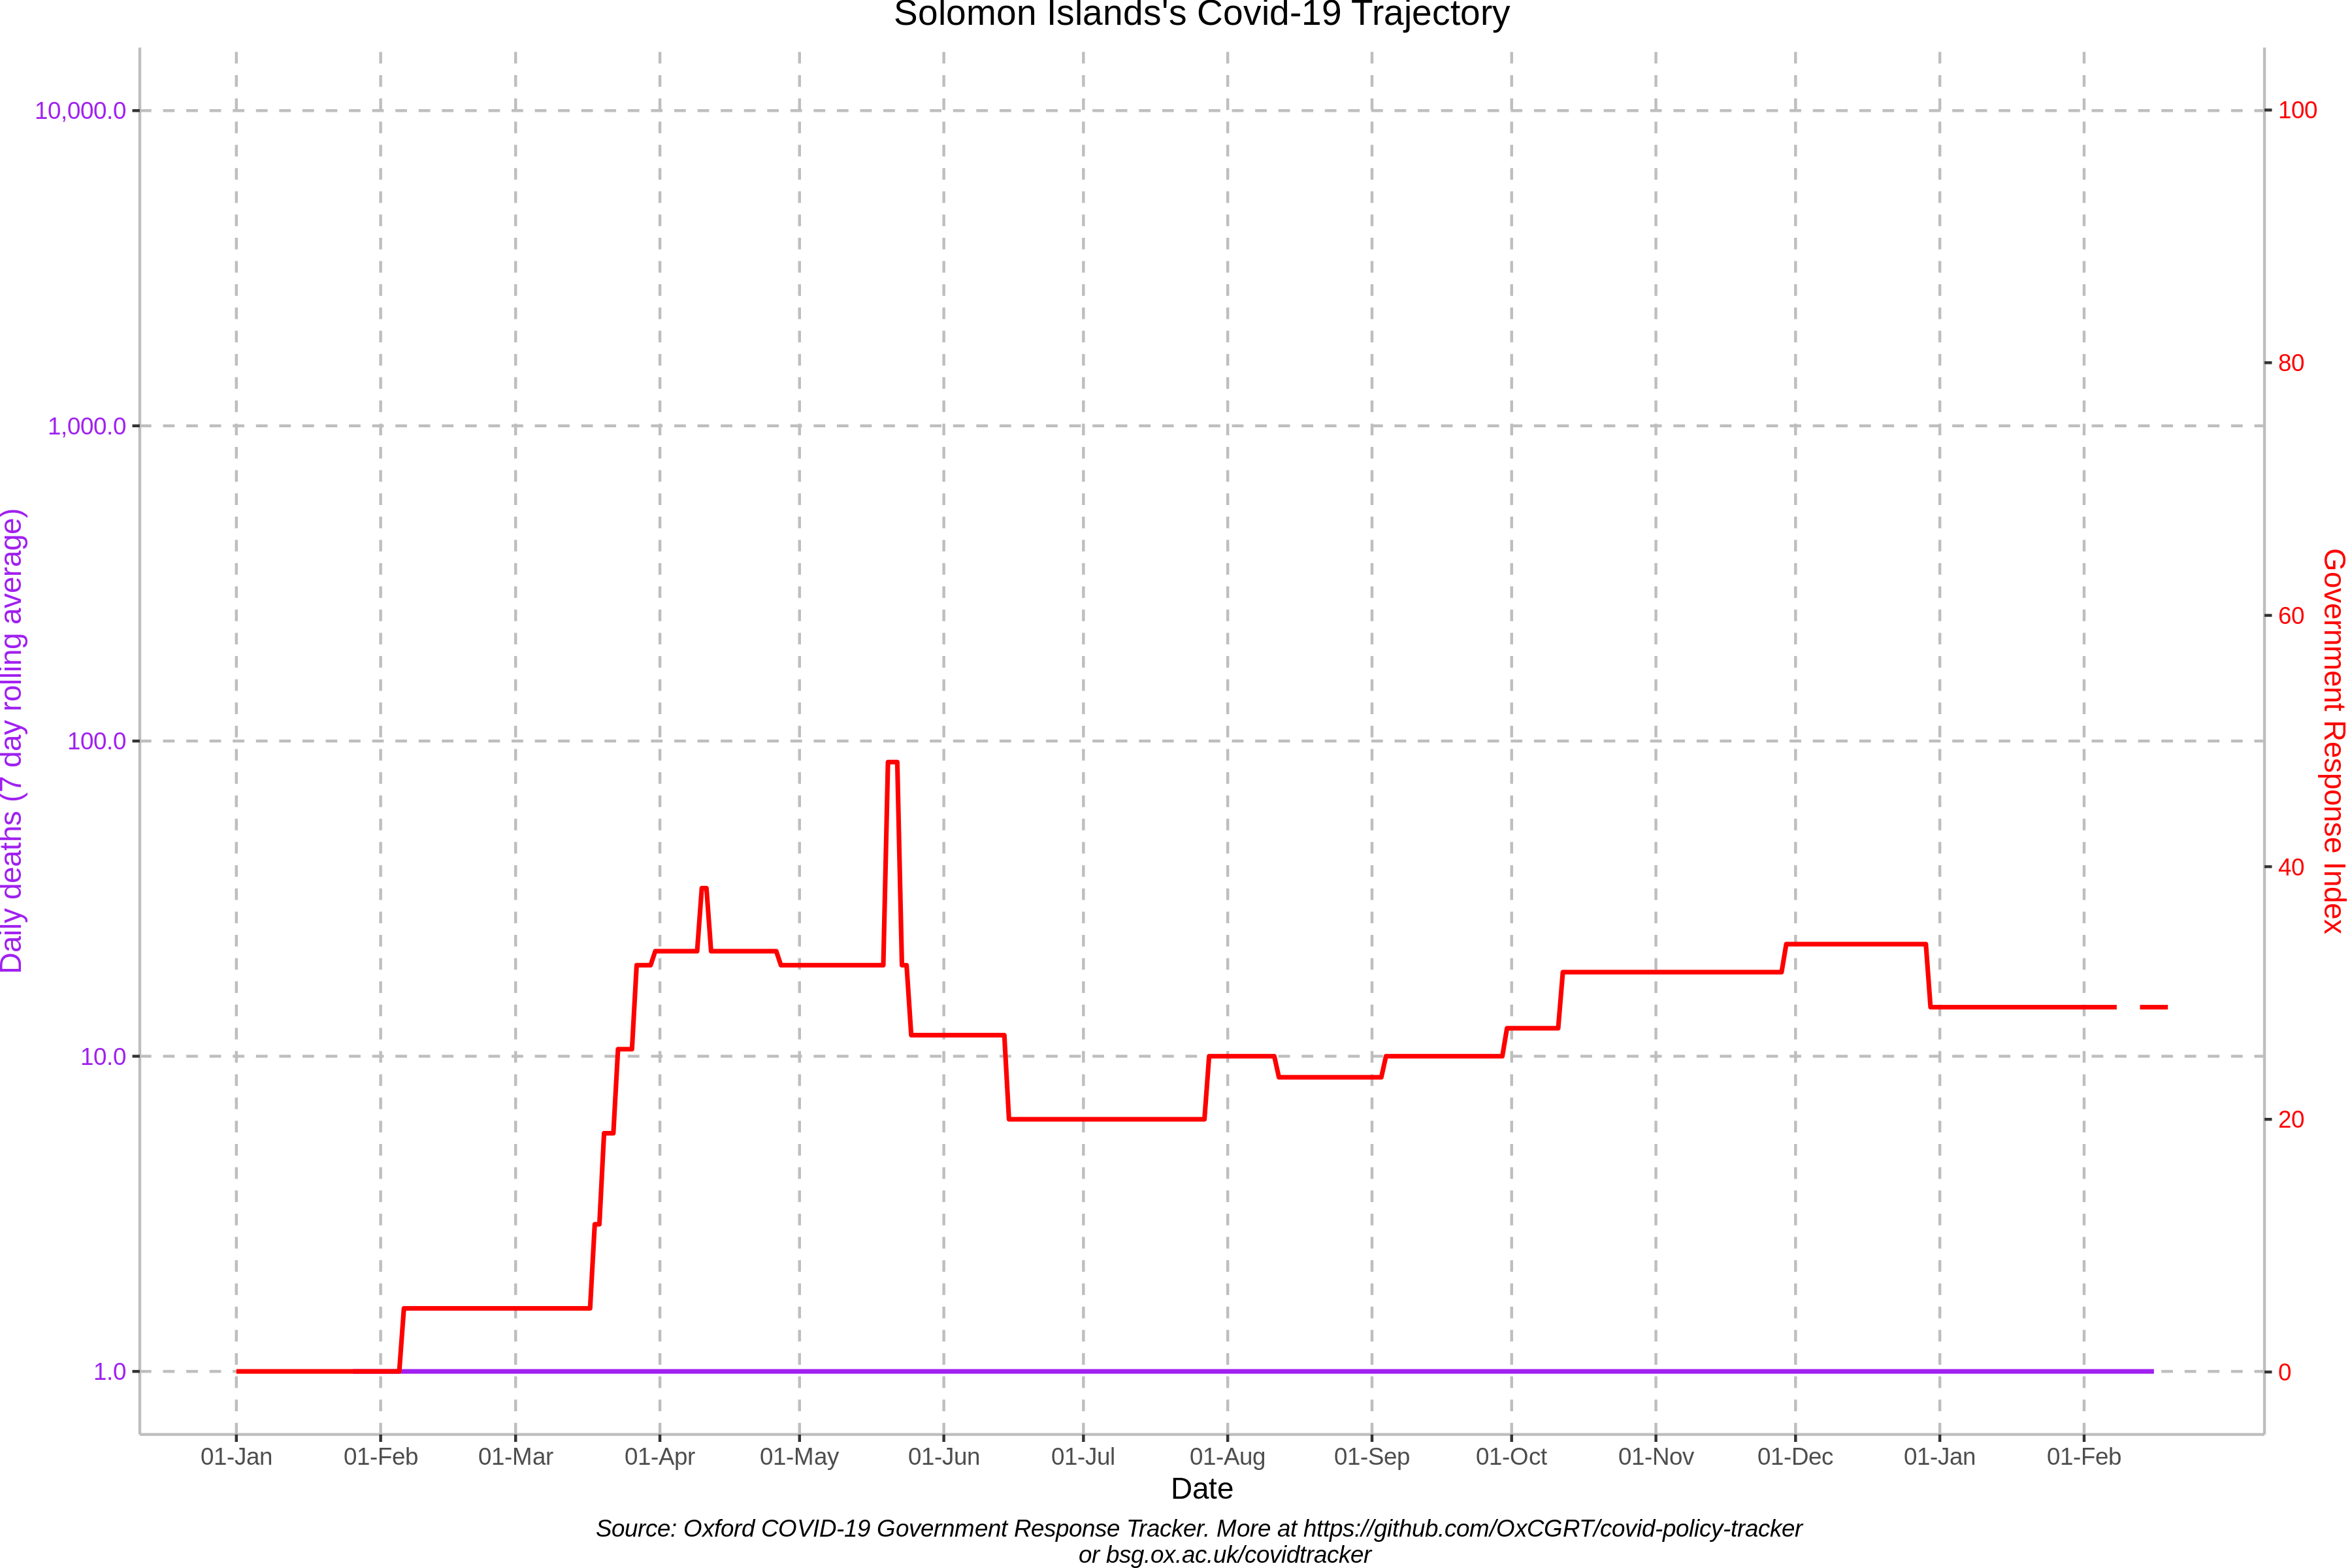 Solomon Islands's Covid-19 Trajectory
10,000.0
1,000.0
100.0
10.0
1.0
Daily deaths (7 day rolling average)
100
80
60
40
20
0
Government Response Index
01-Jan
01-Feb
01-Mar
01-Apr
01-May
01-Jun
01-Jul
01-Aug
01-Sep
01-Oct
01-Nov
01-Dec
01-Jan
01-Feb
Date
Source: Oxford COVID-19 Government Response Tracker. More at https://github.com/OxCGRT/covid-policy-tracker
or bsg.ox.ac.uk/covidtracker